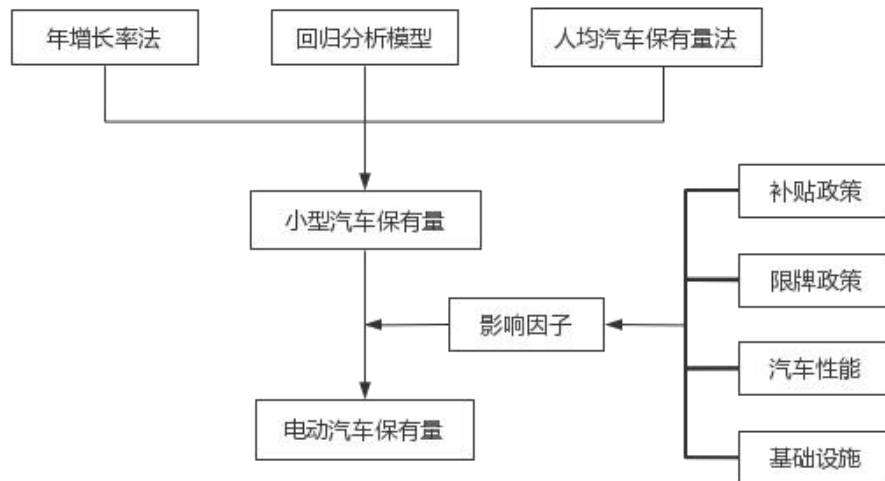 年增长率法
回归分析模型
人均汽车保有量法
小型汽车保有量
影响因子
电动汽车保有量
补贴政策
限牌政策
汽车性能
基础设施